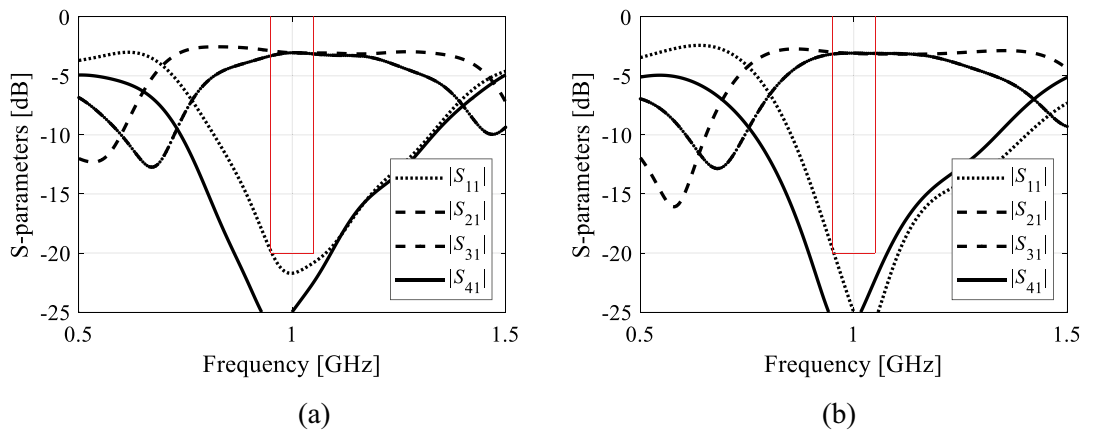 0
-5
-10
-15
-20
-25
0.5
1
1.5
S-parameters [dB]
Frequency [GHz]
|S11|
|S21|
|S31|
|S41|
(a)
0
-5
-10
-15
-20
-25
0.5
1
1.5
S-parameters [dB]
Frequency [GHz]
|S11|
|S21|
|S31|
|S41|
(b)